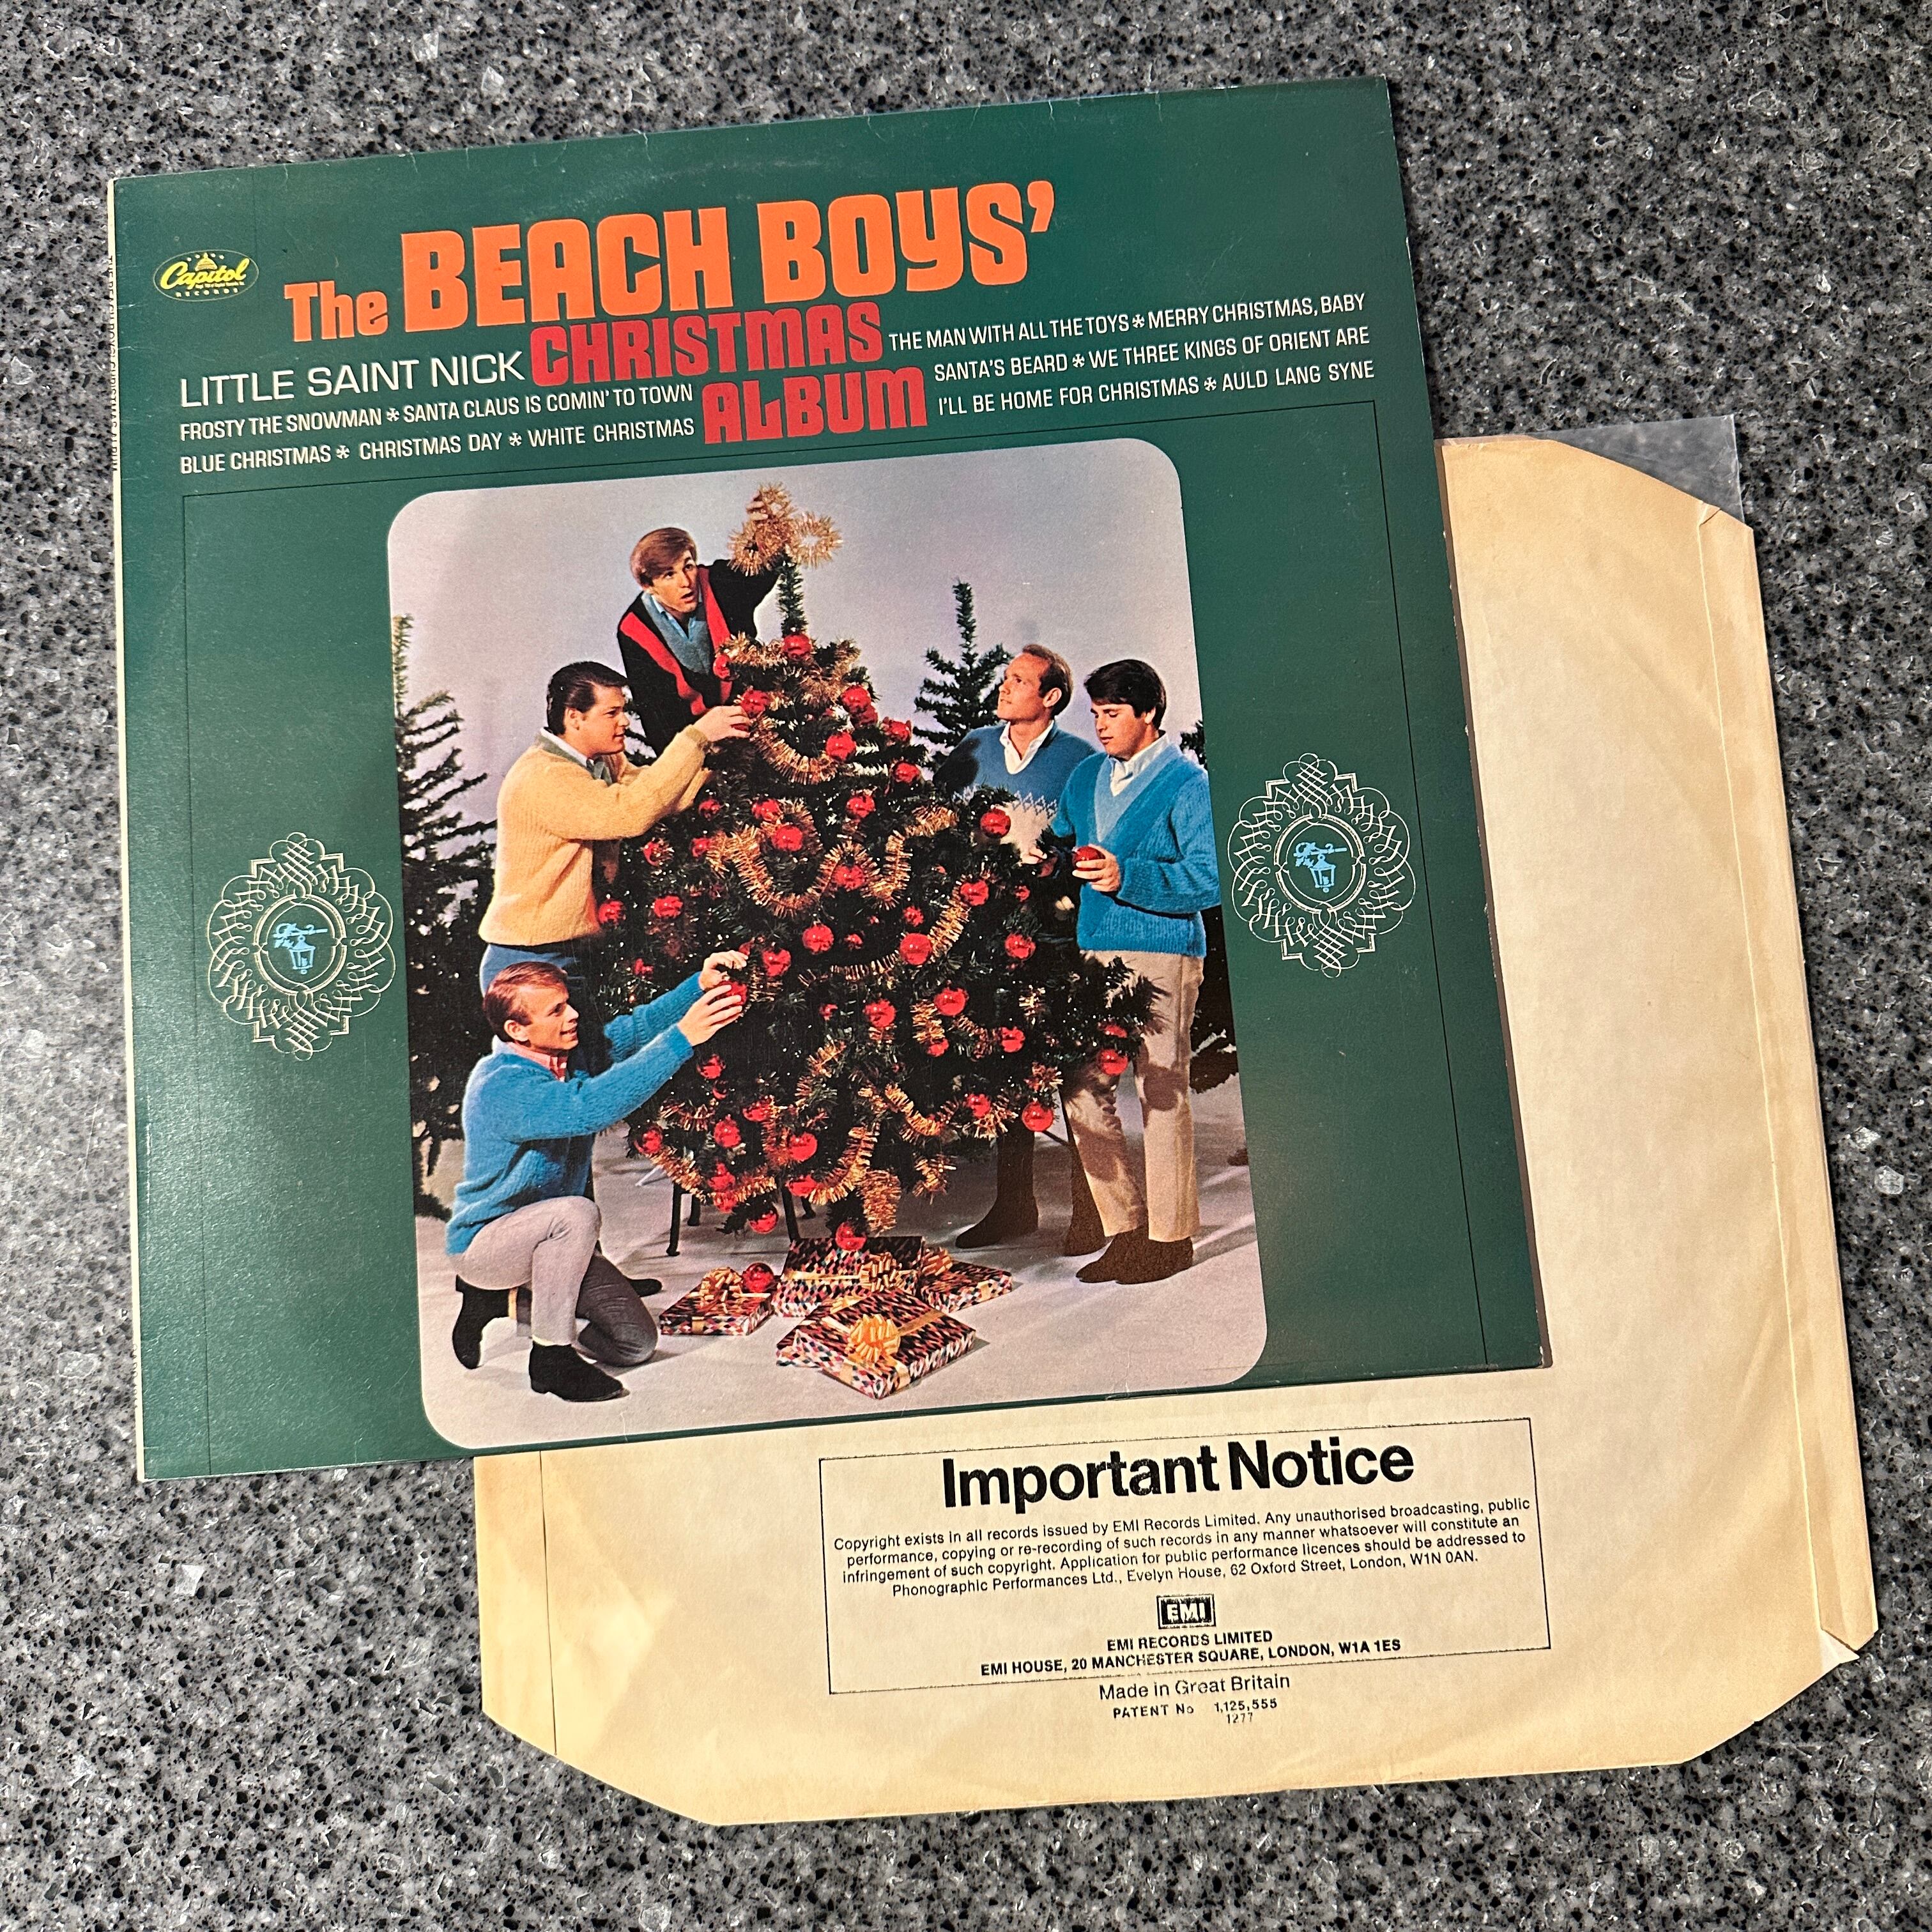 Capitol
RECORDS
The BEACH BOYS'
CHRISTMAS
ALBUM
LITTLE SAINT NICK
FROSTY THE SNOWMAN * SANTA CLAUS IS COMIN' TO TOWN
BLUE CHRISTMAS * CHRISTMAS DAY * WHITE CHRISTMAS
THE MAN WITH ALL THE TOYS * MERRY CHRISTMAS, BABY
SANTA'S BEARD * WE THREE KINGS OF ORIENT ARE
I'LL BE HOME FOR CHRISTMAS * AULD LANG SYNE
THE BEACH BOYS' CHRISTMAS ALBUM
Important Notice
Copyright exists in all records issued by EMI Records Limited. Any unauthorised broadcasting, public
performance, copying or re-recording of such records in any manner whatsoever will constitute an
infringement of such copyright. Application for public performance licences should be addressed to
Phonographic Performances Ltd., Evelyn House, 62 Oxford Street, London, W1N 0AN.
EMI
EMI RECORDS LIMITED
EMI HOUSE, 20 MANCHESTER SQUARE, LONDON, W1A 1ES
Made in Great Britain
PATENT No 1,125,555
1277